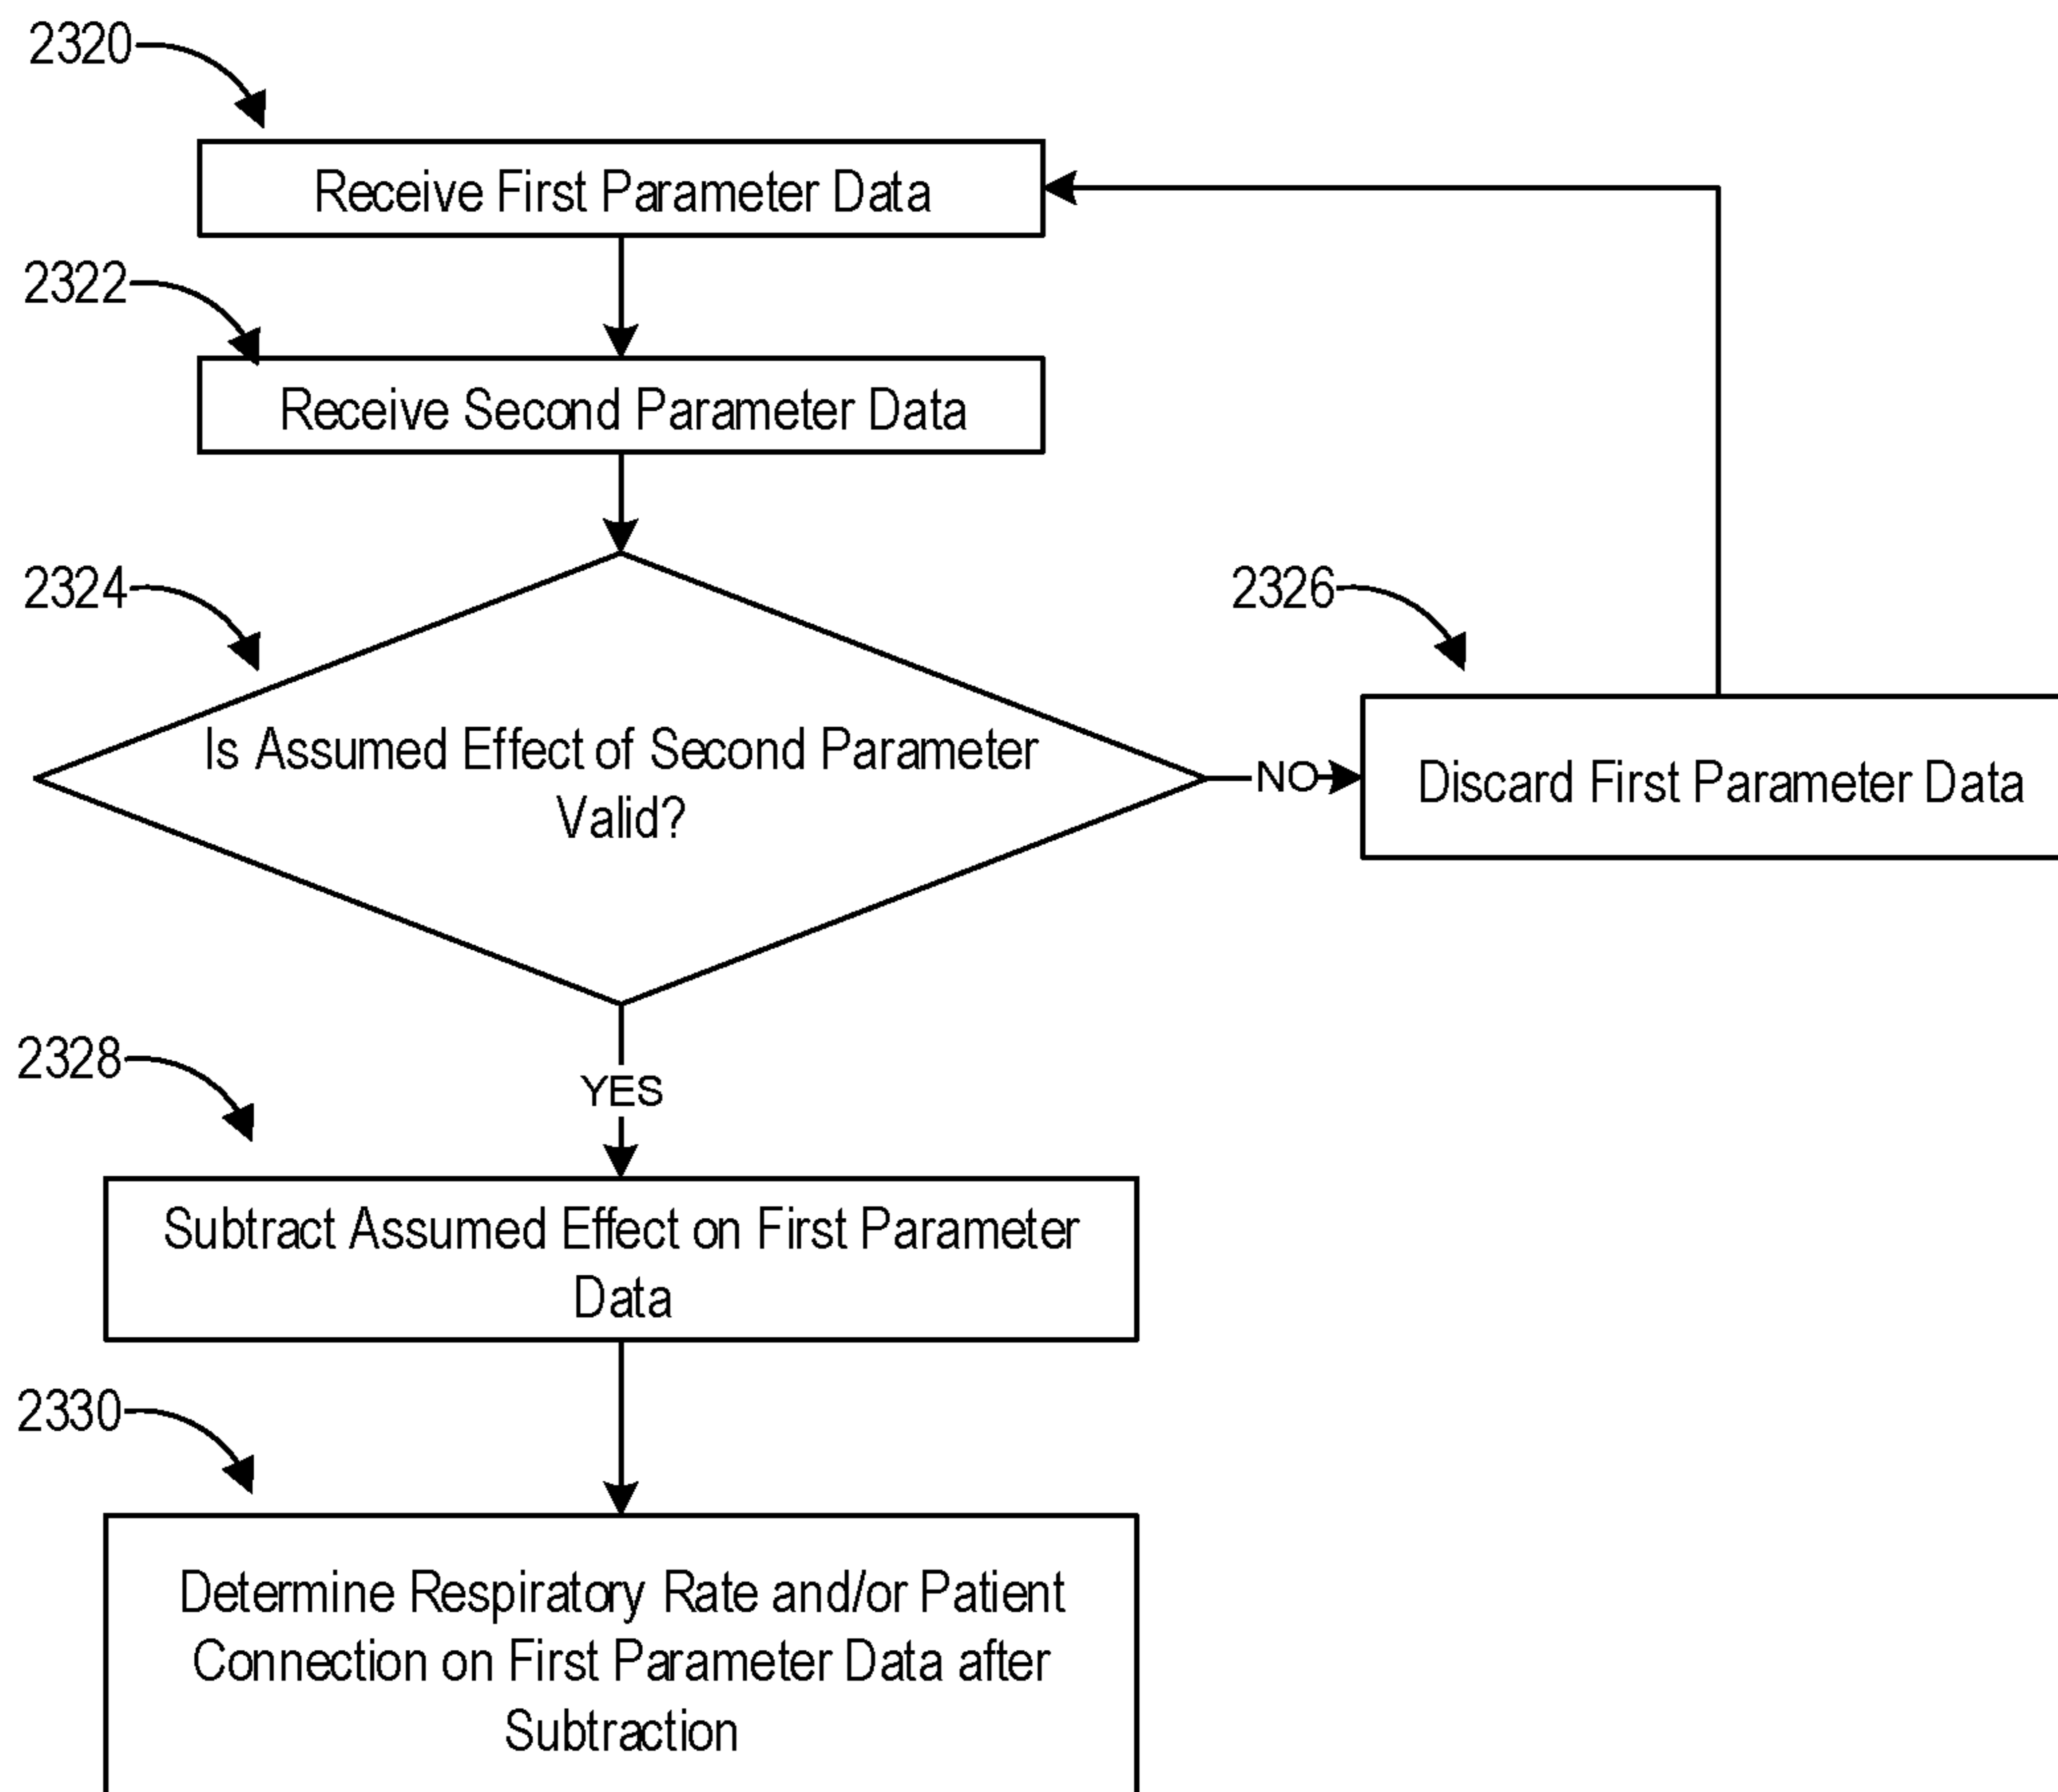 2320
Receive First Parameter Data
2322
Receive Second Parameter Data
2324
2326
Is Assumed Effect of Second Parameter
Valid?
NO
Discard First Parameter Data
YES
2328
Subtract Assumed Effect on First Parameter
Data
2330
Determine Respiratory Rate and/or Patient
Connection on First Parameter Data after
Subtraction